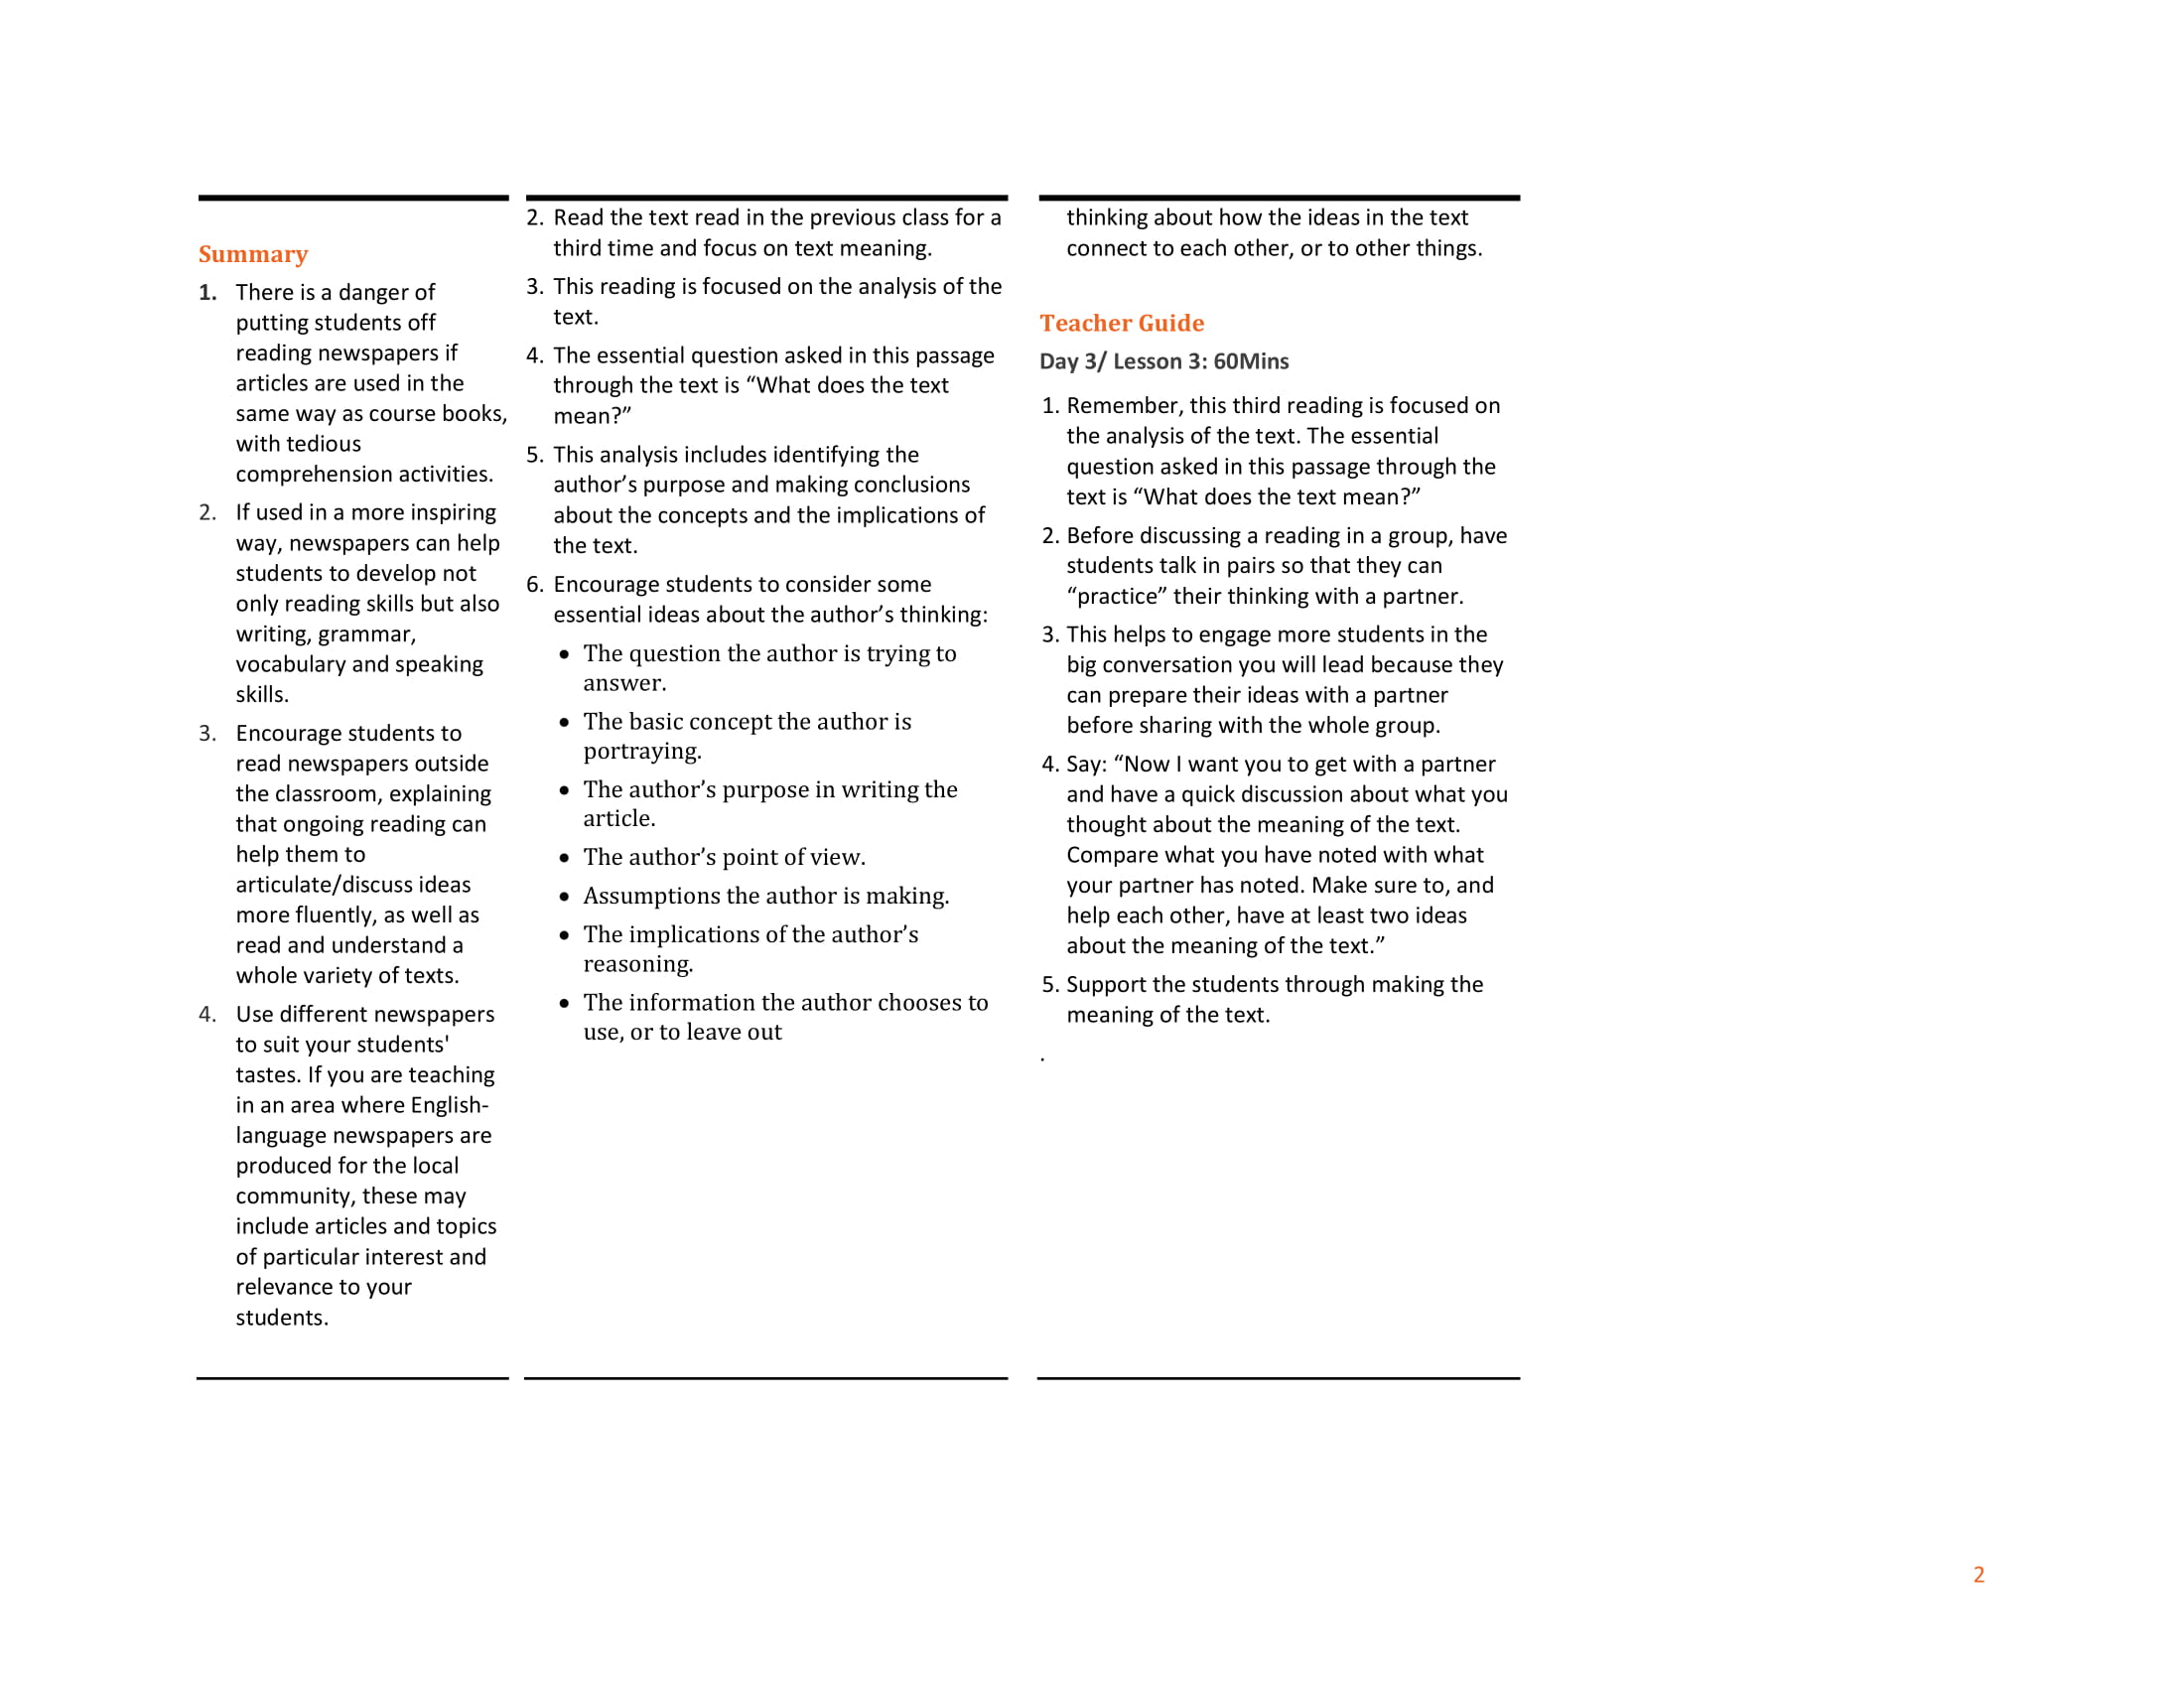 Summary
1. There is a danger of
putting students off
reading newspapers if
articles are used in the
same way as course books,
with tedious
comprehension activities.
2. If used in a more inspiring
way, newspapers can help
students to develop not
only reading skills but also
writing, grammar,
vocabulary and speaking
skills.
3. Encourage students to
read newspapers outside
the classroom, explaining
that ongoing reading can
help them to
articulate/discuss ideas
more fluently, as well as
read and understand a
whole variety of texts.
4. Use different newspapers
to suit your students'
tastes. If you are teaching
in an area where English-
language newspapers are
produced for the local
community, these may
include articles and topics
of particular interest and
relevance to your
students.
2. Read the text read in the previous class for a
third time and focus on text meaning.
3. This reading is focused on the analysis of the
text.
4. The essential question asked in this passage
through the text is “What does the text
mean?”
5. This analysis includes identifying the
author’s purpose and making conclusions
about the concepts and the implications of
the text.
6. Encourage students to consider some
essential ideas about the author’s thinking:
• The question the author is trying to
answer.
• The basic concept the author is
portraying.
• The author’s purpose in writing the
article.
• The author’s point of view.
• Assumptions the author is making.
• The implications of the author’s
reasoning.
• The information the author chooses to
use, or to leave out
thinking about how the ideas in the text
connect to each other, or to other things.
Teacher Guide
Day 3/ Lesson 3: 60Mins
1. Remember, this third reading is focused on
the analysis of the text. The essential
question asked in this passage through the
text is “What does the text mean?”
2. Before discussing a reading in a group, have
students talk in pairs so that they can
“practice” their thinking with a partner.
3. This helps to engage more students in the
big conversation you will lead because they
can prepare their ideas with a partner
before sharing with the whole group.
4. Say: “Now I want you to get with a partner
and have a quick discussion about what you
thought about the meaning of the text.
Compare what you have noted with what
your partner has noted. Make sure to, and
help each other, have at least two ideas
about the meaning of the text.”
5. Support the students through making the
meaning of the text.
.
2